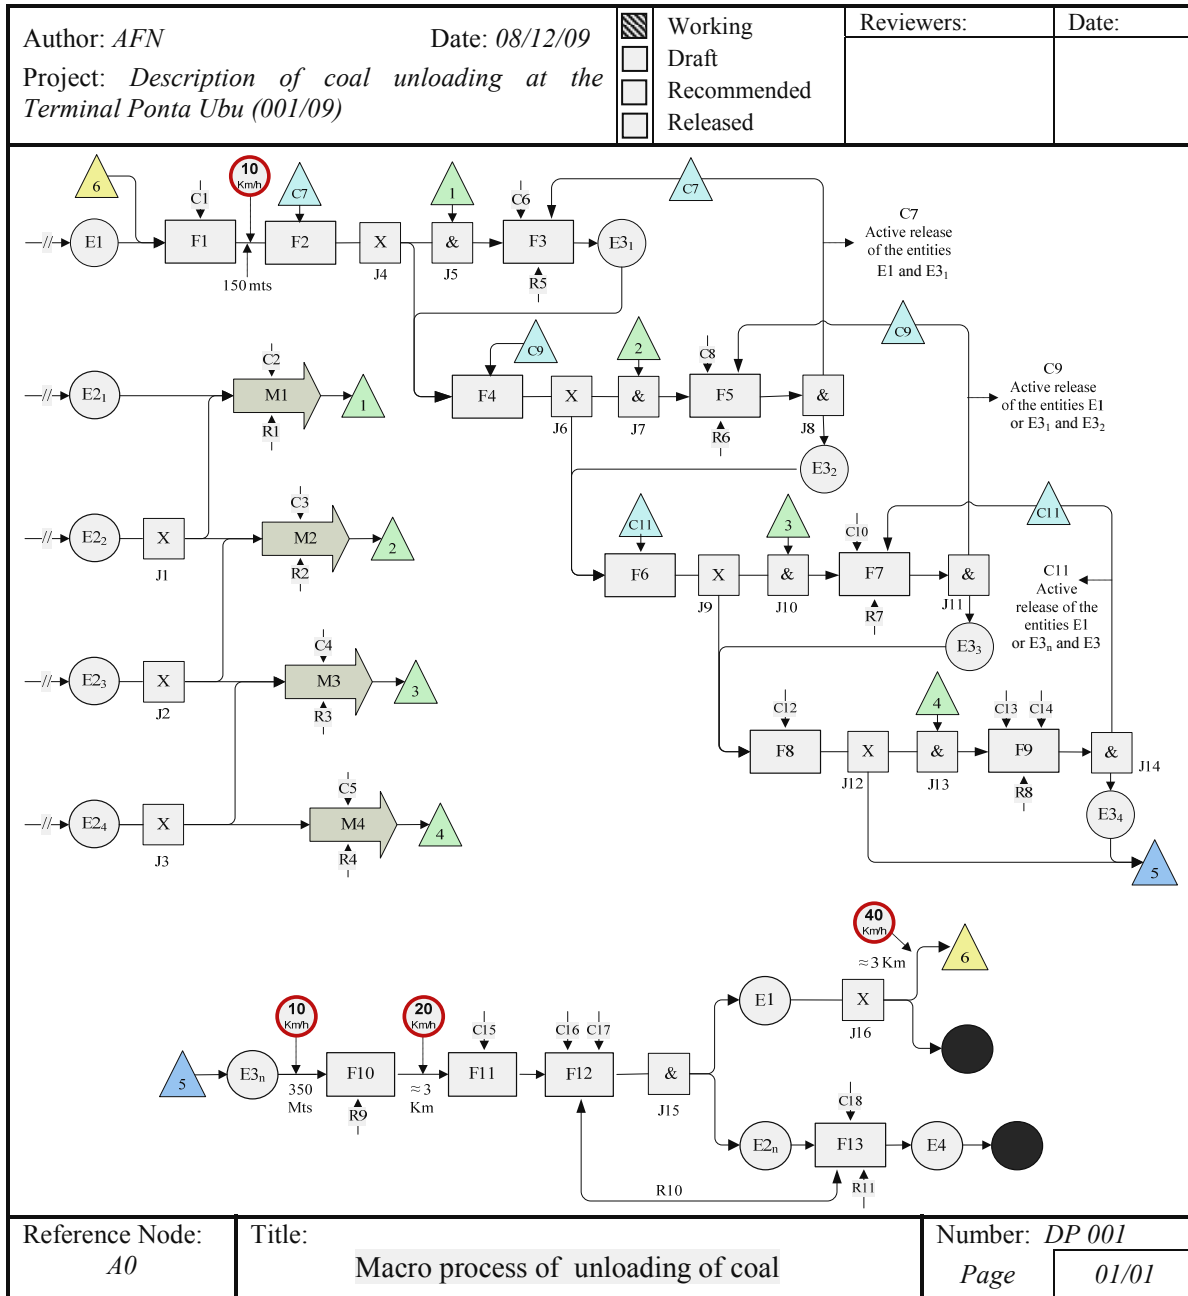 Author: AFN Date: 08/12/09
Project: Description of coal unloading at the
Terminal Ponta Ubu (001/09)
Working
Draft
Recommended
Released
Reviewers:
Date:
6
C1
10
Km/h
C7
1
C6
C7
E1
F1
F2
X
&
F3
E3₁
J4
J5
R5
150 mts
C7
Active release
of the entities
E1 and E3₁
C2
E2₁
M1
1
R1
C9
2
C8
C9
F4
X
&
F5
&
J6
J7
J8
R6
E3₂
C9
Active release
of the entities E1
or E3₁ and E3₂
C3
E2₂
X
M2
2
J1
R2
C11
3
C10
C11
F6
X
&
F7
&
J9
J10
J11
R7
E3₃
C11
Active
release of the
entities E1
or E3ₙ and E3
C4
E2₃
X
M3
3
J2
R3
C12
4
C13
C14
F8
X
&
F9
&
J12
J13
J14
R8
E3₄
5
C5
E2₄
X
M4
4
J3
R4
40
Km/h
≈3 Km
6
E1
X
J16
10
Km/h
20
Km/h
C15
C16
C17
5
E3ₙ
350
Mts
F10
≈3
Km
F11
F12
&
J15
R9
C18
E2ₙ
F13
E4
R10
R11
Reference Node:
A0
Title:
Macro process of unloading of coal
Number: DP 001
Page
01/01